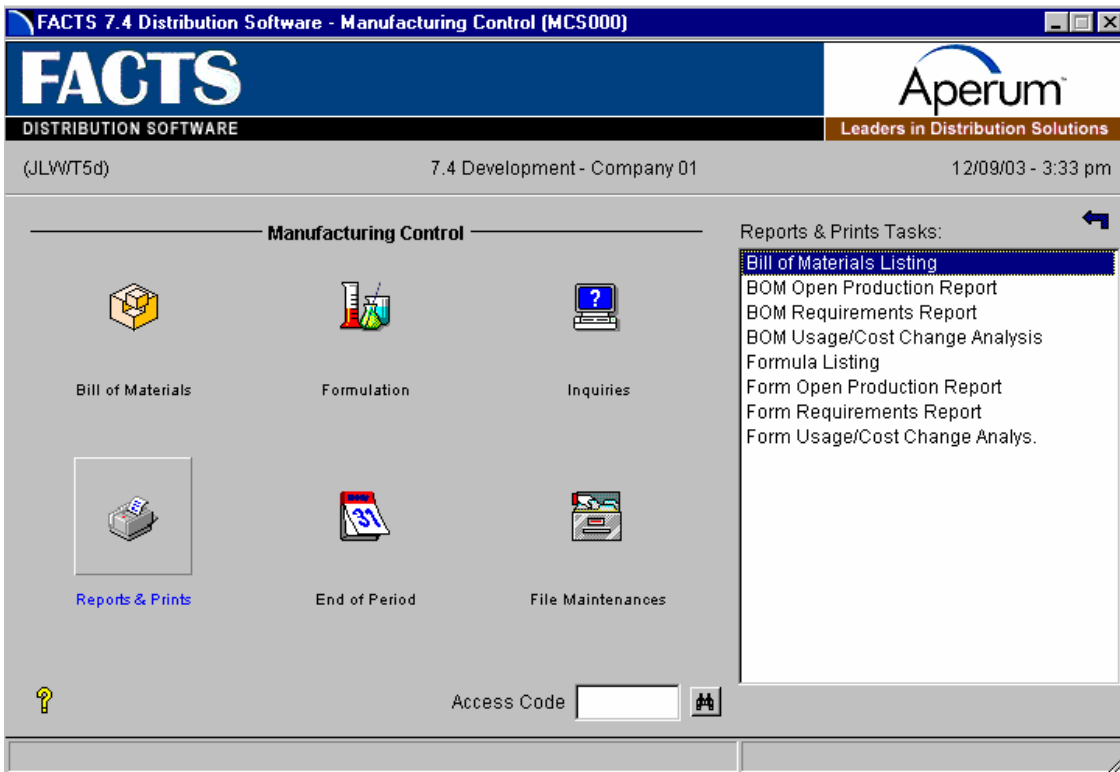 FACTS 7.4 Distribution Software - Manufacturing Control (MCS000)
FACTS
DISTRIBUTION SOFTWARE
Aperum
Leaders in Distribution Solutions
(JLW/T5d)
7.4 Development - Company 01
12/09/03 - 3:33 pm
Manufacturing Control
Bill of Materials
Formulation
?
Inquiries
Reports & Prints
31
End of Period
File Maintenances
Reports & Prints Tasks:
Bill of Materials Listing
BOM Open Production Report
BOM Requirements Report
BOM Usage/Cost Change Analysis
Formula Listing
Form Open Production Report
Form Requirements Report
Form Usage/Cost Change Analys.
?
Access Code